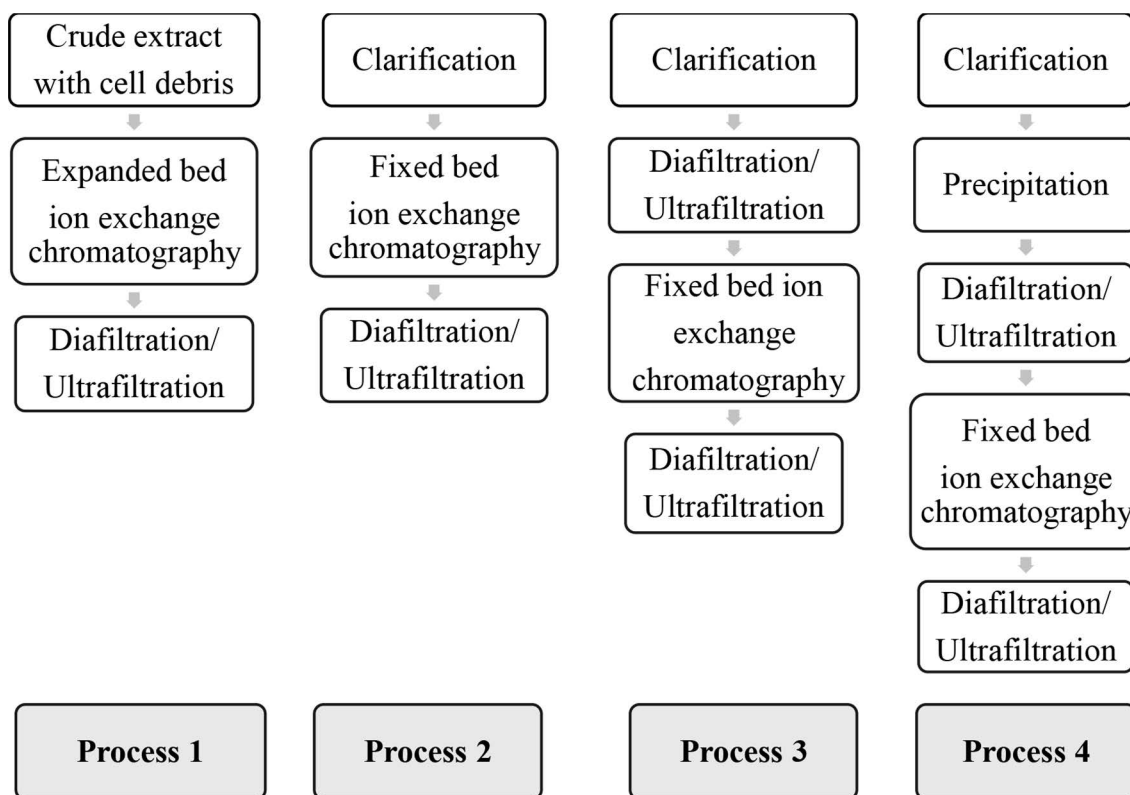 Crude extract
with cell debris
Expanded bed
ion exchange
chromatography
Diafiltration/
Ultrafiltration
Process 1
Clarification
Fixed bed
ion exchange
chromatography
Diafiltration/
Ultrafiltration
Process 2
Clarification
Diafiltration/
Ultrafiltration
Fixed bed ion
exchange
chromatography
Diafiltration/
Ultrafiltration
Process 3
Clarification
Precipitation
Diafiltration/
Ultrafiltration
Fixed bed
ion exchange
chromatography
Diafiltration/
Ultrafiltration
Process 4